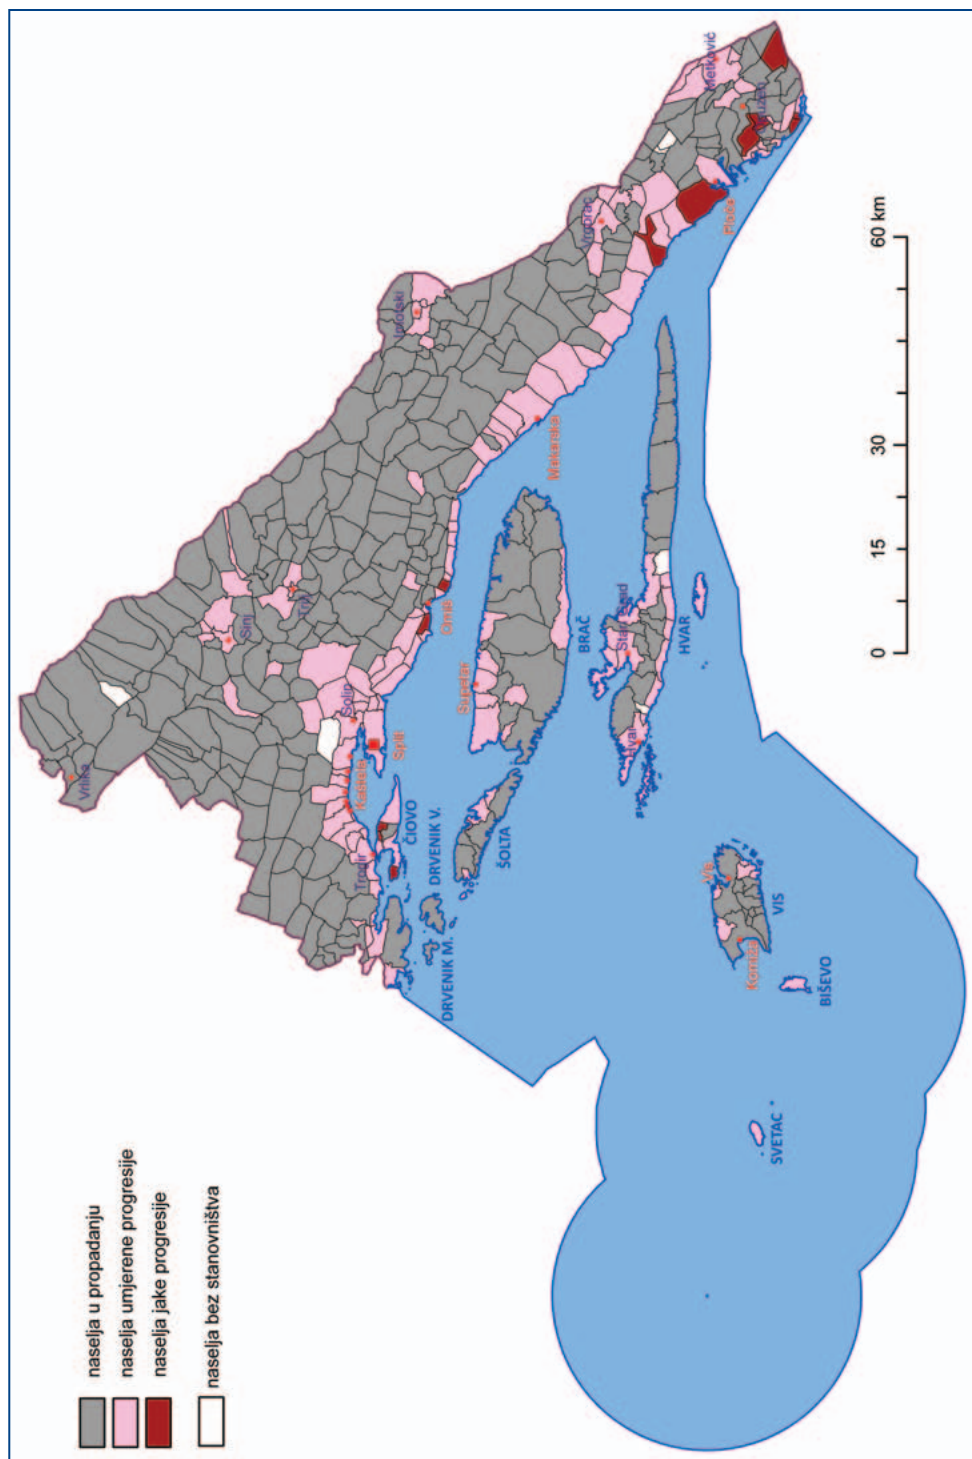 naselja u propadanju
naselja umjerene progresije
naselja jake progresije
naselja bez stanovništva
Vrlika
Sinj
Trilj
Imotski
Vrgorac
Metković
Ploče
Makarska
Omiš
Solin
Split
Kaštela
Trogir
ČIOVO
DRVENIK V.
DRVENIK M.
ŠOLTA
Supetar
BRAČ
Stari Grad
Hvar
HVAR
Vis
Komiža
VIS
BIŠEVO
SVETAC
0 15 30 60 km